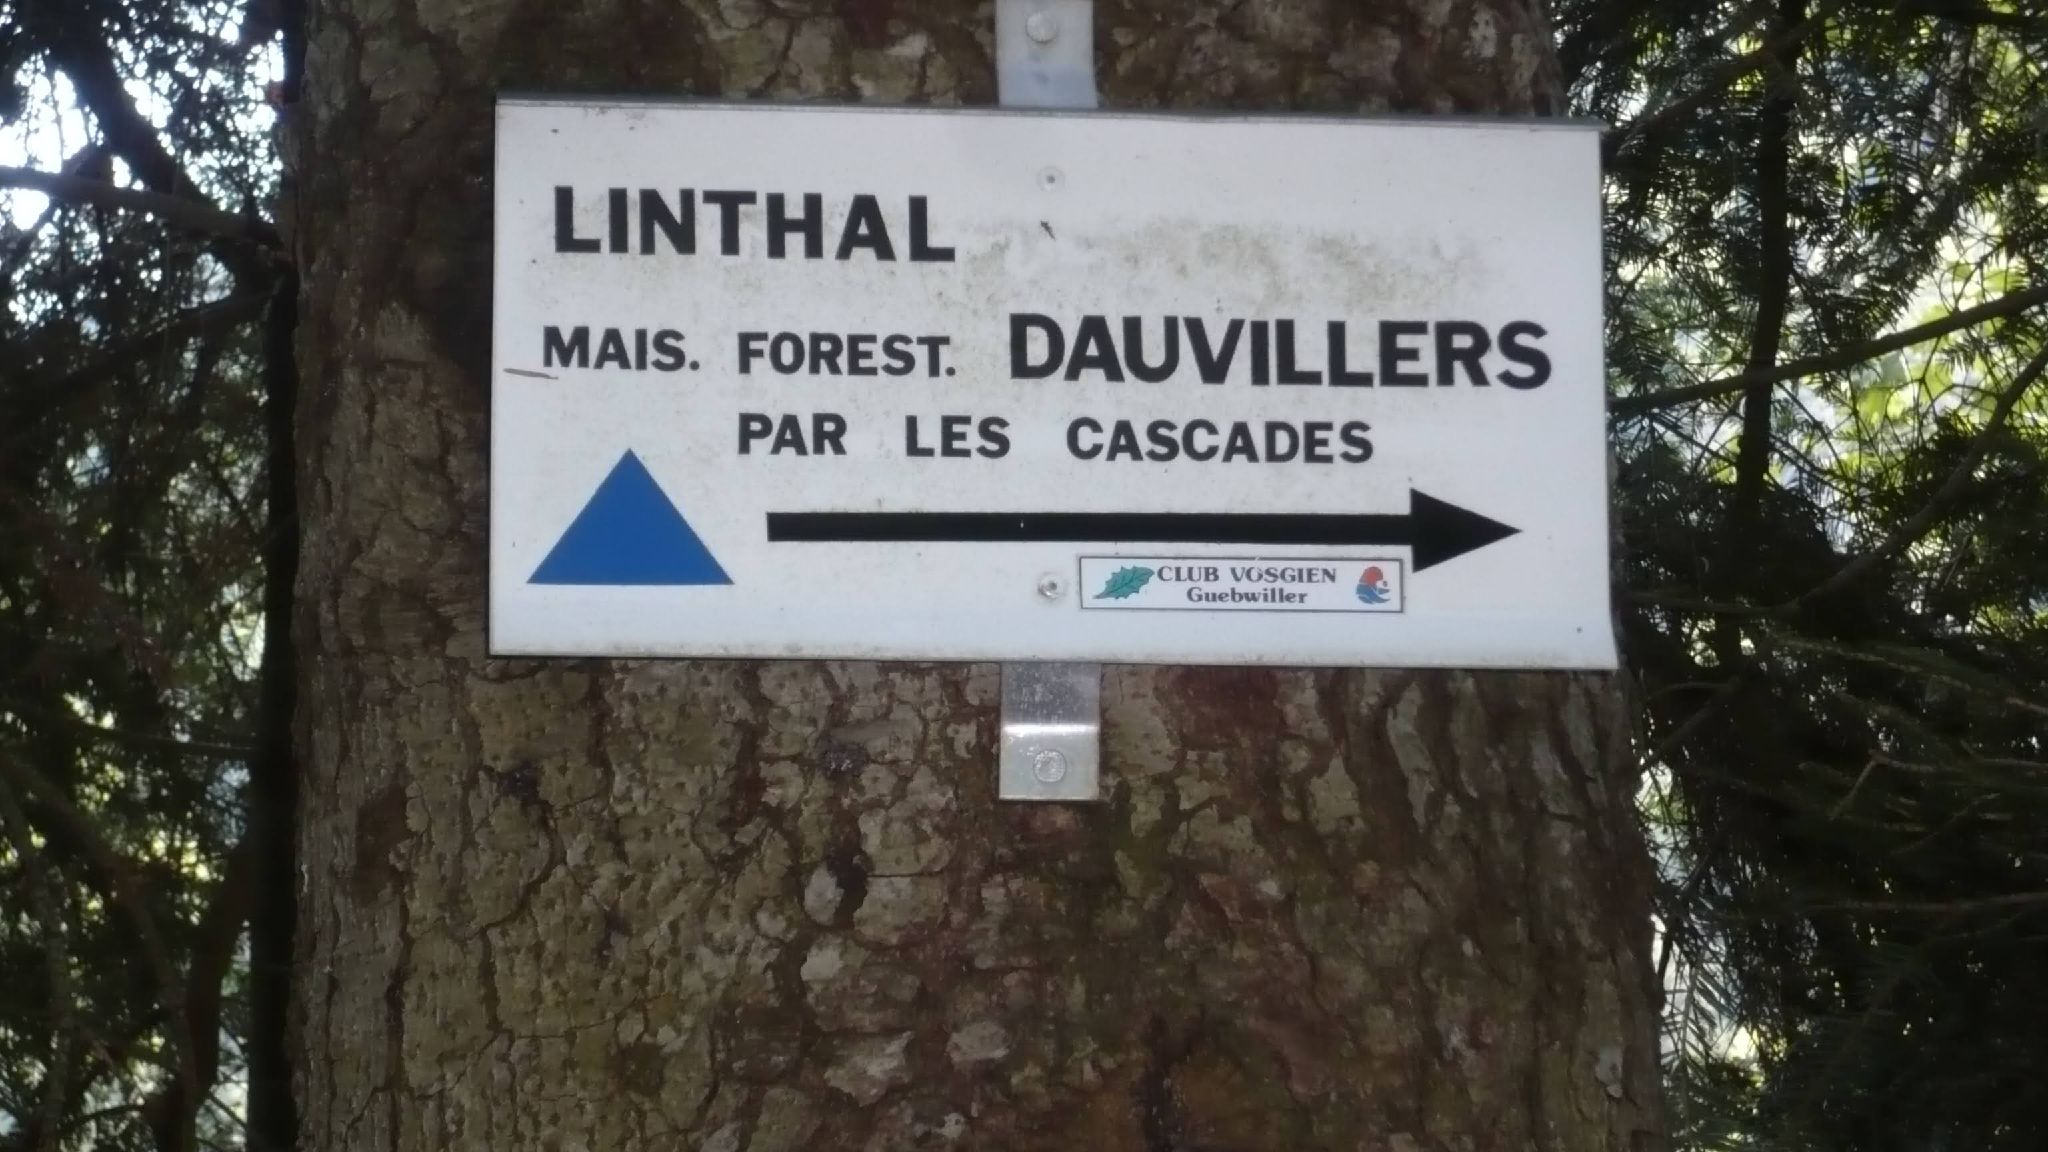 LINTHAL
MAIS. FOREST. DAUVILLERS
PAR LES CASCADES
CLUB VOSGIEN
Guebwiller